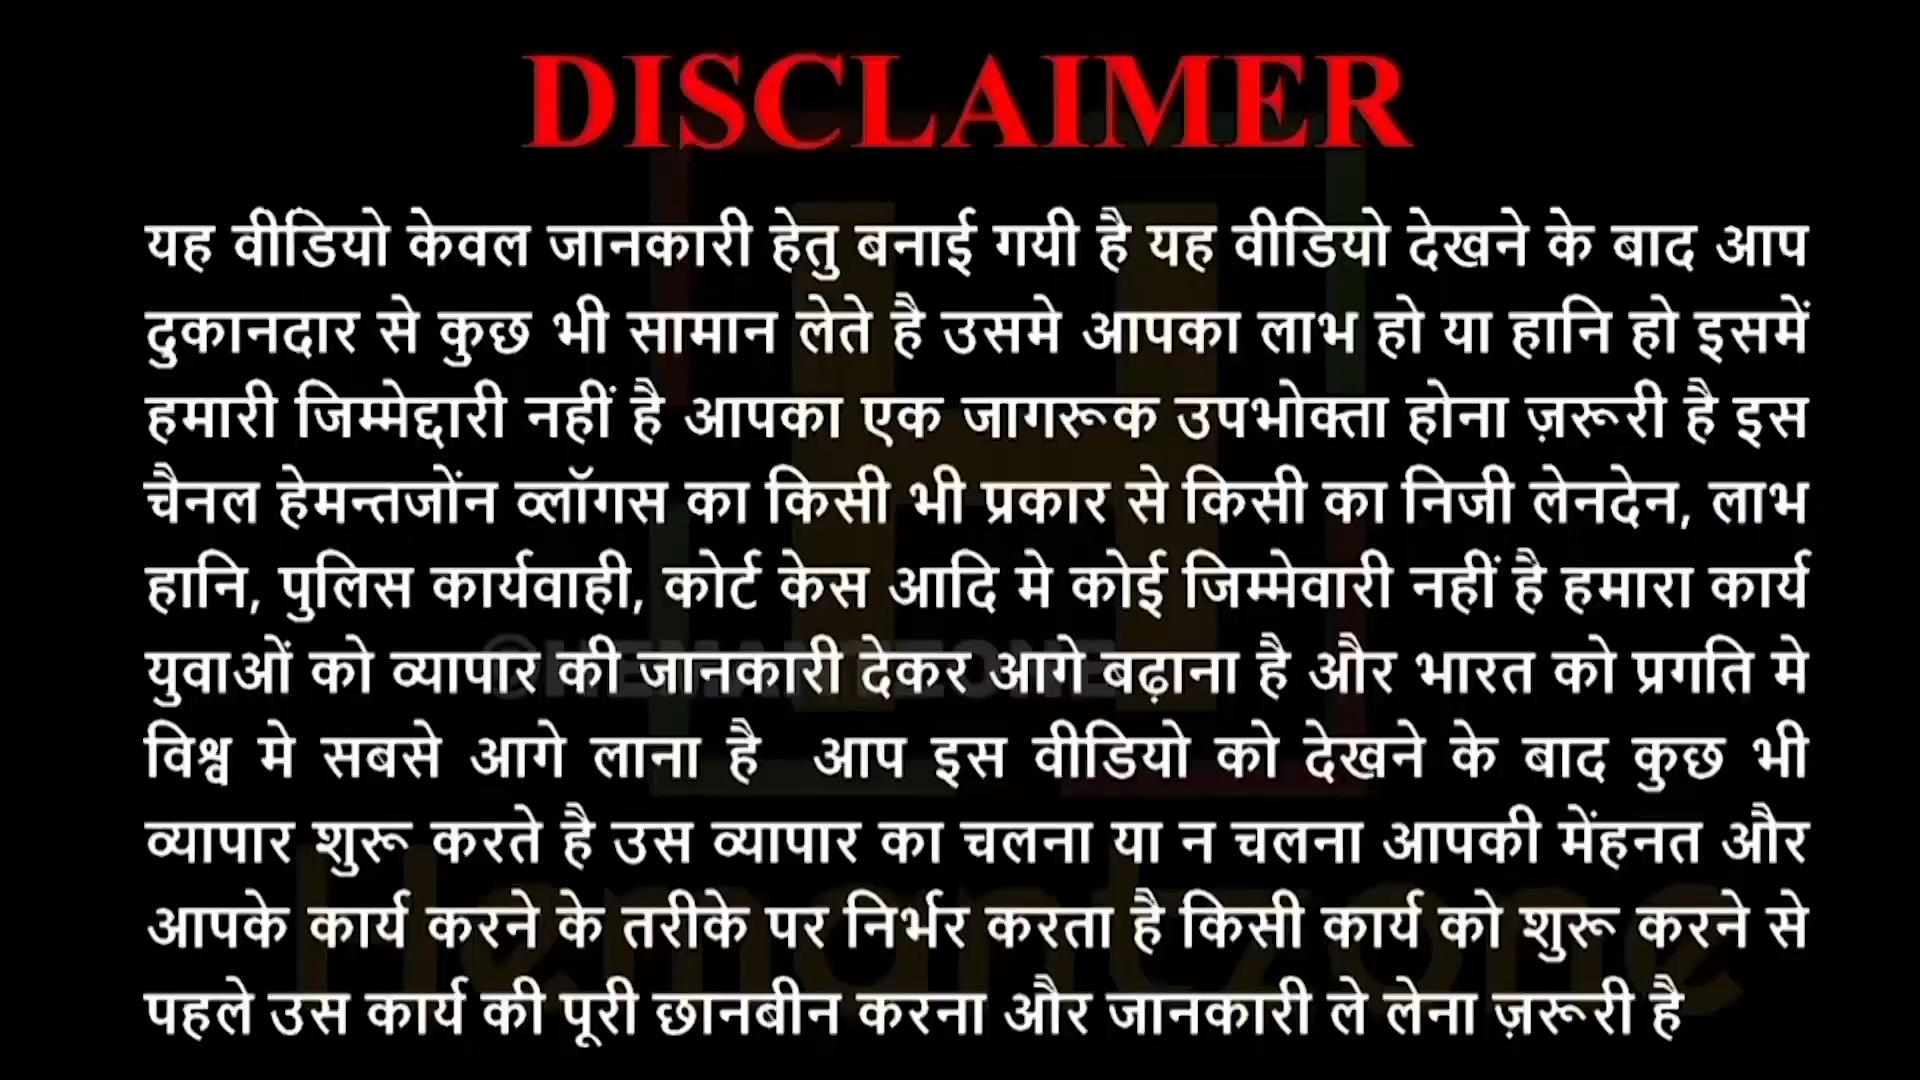 DISCLAIMER
यह वीडियो केवल जानकारी हेतु बनाई गयी है यह वीडियो देखने के बाद आप
दुकानदार से कुछ भी सामान लेते है उसमे आपका लाभ हो या हानि हो इसमें
हमारी जिम्मेद्दारी नहीं है आपका एक जागरूक उपभोक्ता होना ज़रूरी है इस
चैनल हेमन्तजोंन व्लॉगस का किसी भी प्रकार से किसी का निजी लेनदेन, लाभ
हानि, पुलिस कार्यवाही, कोर्ट केस आदि मे कोई जिम्मेवारी नहीं है हमारा कार्य
युवाओं को व्यापार की जानकारी देकर आगे बढ़ाना है और भारत को प्रगति मे
विश्व मे सबसे आगे लाना है  आप इस वीडियो को देखने के बाद कुछ भी
व्यापार शुरू करते है उस व्यापार का चलना या न चलना आपकी मेंहनत और
आपके कार्य करने के तरीके पर निर्भर करता है किसी कार्य को शुरू करने से
पहले उस कार्य की पूरी छानबीन करना और जानकारी ले लेना ज़रूरी है
@HEMANTZONE
Hemantzone